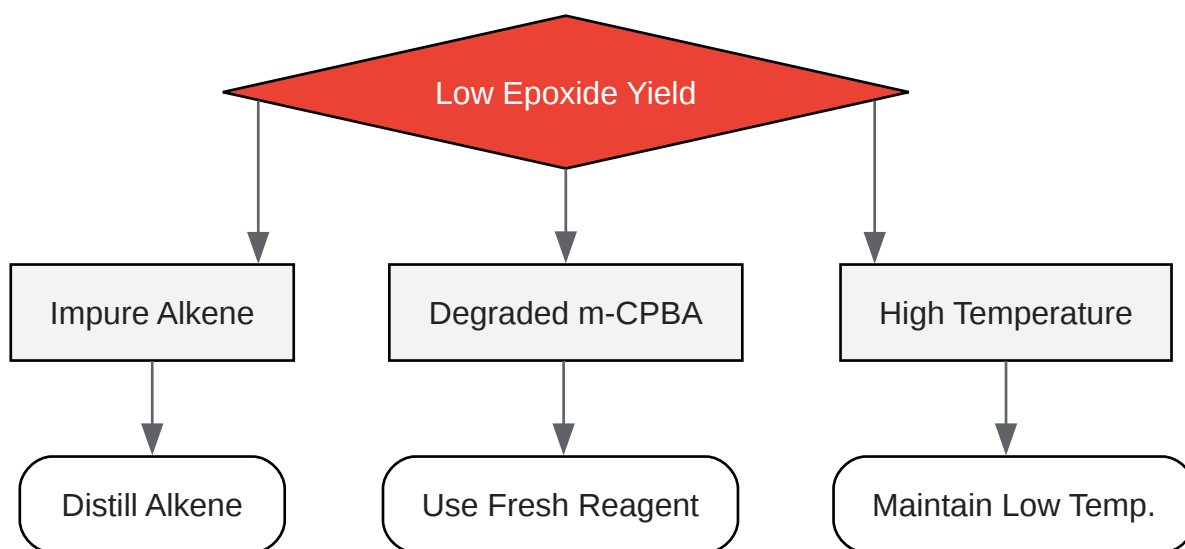 Low Epoxide Yield
Impure Alkene
Degraded m-CPBA
High Temperature
Distill Alkene
Use Fresh Reagent
Maintain Low Temp.